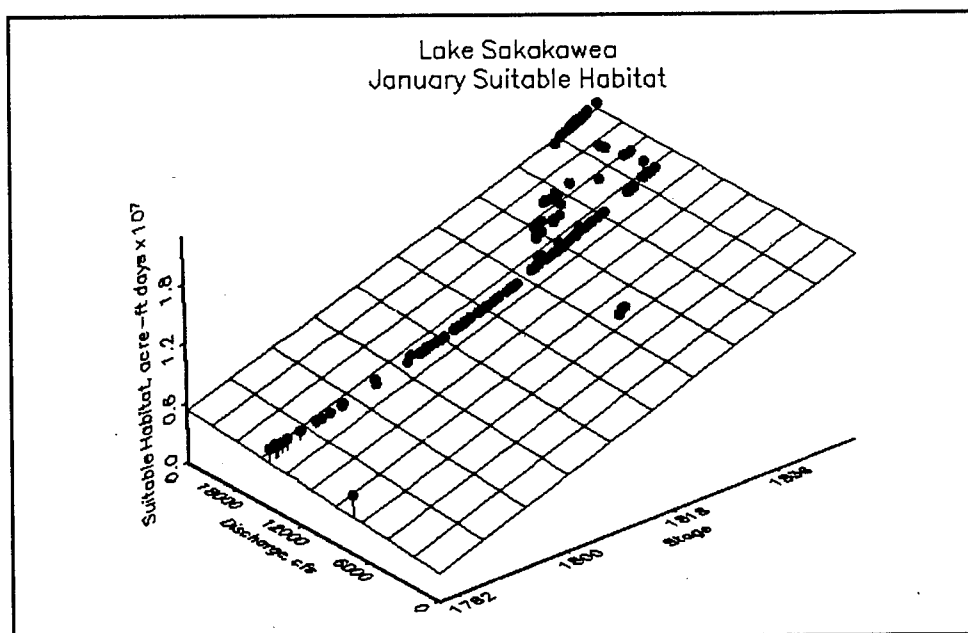 Lake Sakakawea
January Suitable Habitat
Suitable Habitat, acre-ft days x 10⁷
1.8
1.2
0.6
0.0
18000
12000
6000
0
Discharge, cfs
1782
1800
1818
1836
Stage